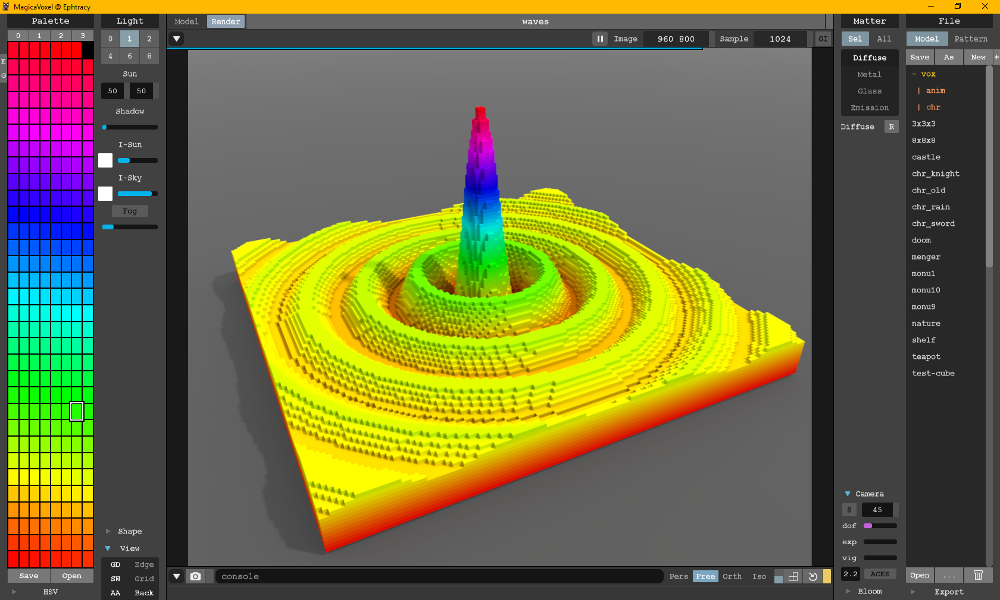 MagicaVoxel @ Ephtracy
Palette
0 1 2 3
Save Open
HSV
Light
0 1 2
4 6 8
Sun
50 50
Shadow
I-Sun
I-Sky
Fog
Shape
View
GD Edge
SW Grid
AA Back
Model Render waves
Image 960 800 Sample 1024 GI
console
Pers Free Orth Iso
Matter
Sel All
Diffuse
Metal
Glass
Emission
Diffuse R
Camera
S 45
dof
exp
vig
2.2 ACES
Bloom
File
Model Pattern
Save As New +
- vox
| anim
| chr
3x3x3
8x8x8
castle
chr_knight
chr_old
chr_rain
chr_sword
doom
menger
monu1
monu10
monu9
nature
shelf
teapot
test-cube
Open ...
Export